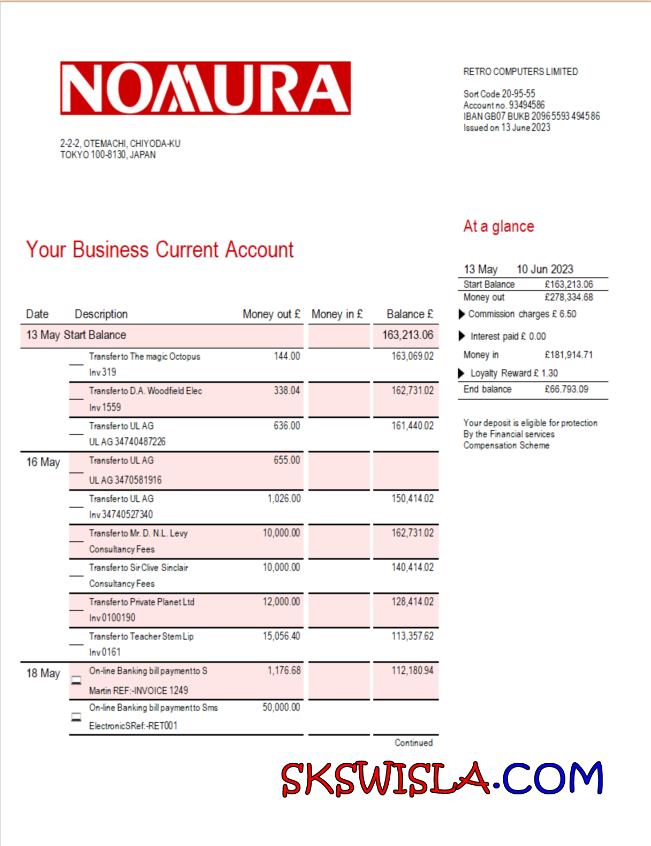 NOMURA
2-2-2, OTEMACHI, CHIYODA-KU
TOKYO 100-8130, JAPAN
RETRO COMPUTERS LIMITED
Sort Code 20-95-55
Account no. 93494586
IBAN GB07 BUKB 2096 5593 4945 86
Issued on 13 June 2023
Your Business Current Account
Date Description Money out £ Money in £ Balance £
13 May Start Balance 163,213.06
Transfer to The magic Octopus 144.00 163,069.02
Inv 319
Transfer to D.A. Woodfield Elec 338.04 162,731.02
Inv 1559
Transfer to UL AG 636.00 161,440.02
UL AG 34740487226
16 May Transfer to UL AG 655.00
UL AG 3470581916
Transfer to UL AG 1,026.00 150,414.02
Inv 34740527340
Transfer to Mr. D. N.L. Levy 10,000.00 162,731.02
Consultancy Fees
Transfer to Sir Clive Sinclair 10,000.00 140,414.02
Consultancy Fees
Transfer to Private Planet Ltd 12,000.00 128,414.02
Inv 0100190
Transfer to Teacher Stem Lip 15,056.40 113,357.62
Inv 0161
18 May On-line Banking bill payment to S 1,176.68 112,180.94
Martin REF:-INVOICE 1249
On-line Banking bill payment to Sms 50,000.00
ElectronicSRef:-RET001
Continued
At a glance
13 May 10 Jun 2023
Start Balance £163,213.06
Money out £278,334.68
Commission charges £ 6.50
Interest paid £ 0.00
Money in £181,914.71
Loyalty Reward £ 1.30
End balance £66.793.09
Your deposit is eligible for protection
By the Financial services
Compensation Scheme
SKSWISLA.COM